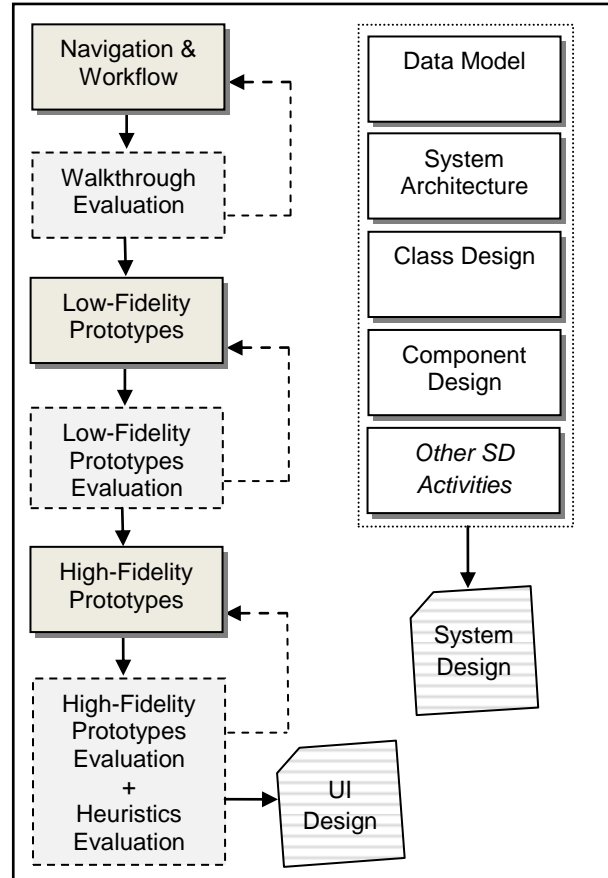 Navigation &
Workflow
Walkthrough
Evaluation
Low-Fidelity
Prototypes
Low-Fidelity
Prototypes
Evaluation
High-Fidelity
Prototypes
High-Fidelity
Prototypes
Evaluation
+
Heuristics
Evaluation
UI
Design
Data Model
System
Architecture
Class Design
Component
Design
Other SD
Activities
System
Design